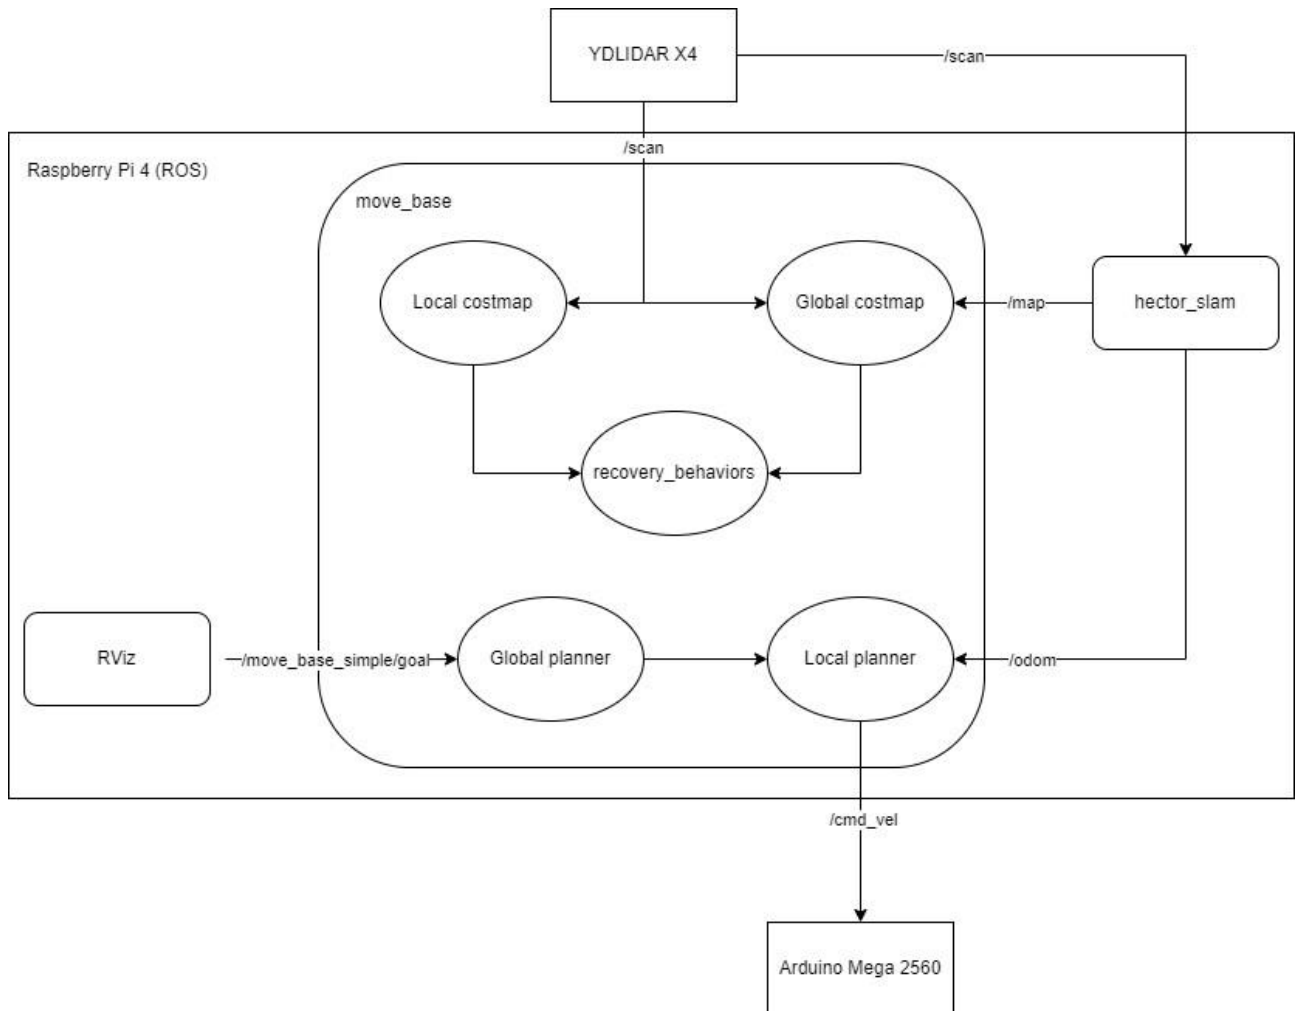 YDLIDAR X4
/scan
/scan
Raspberry Pi 4 (ROS)
move_base
Local costmap
Global costmap
/map
hector_slam
recovery_behaviors
RViz
/move_base_simple/goal
Global planner
Local planner
/odom
/cmd_vel
Arduino Mega 2560